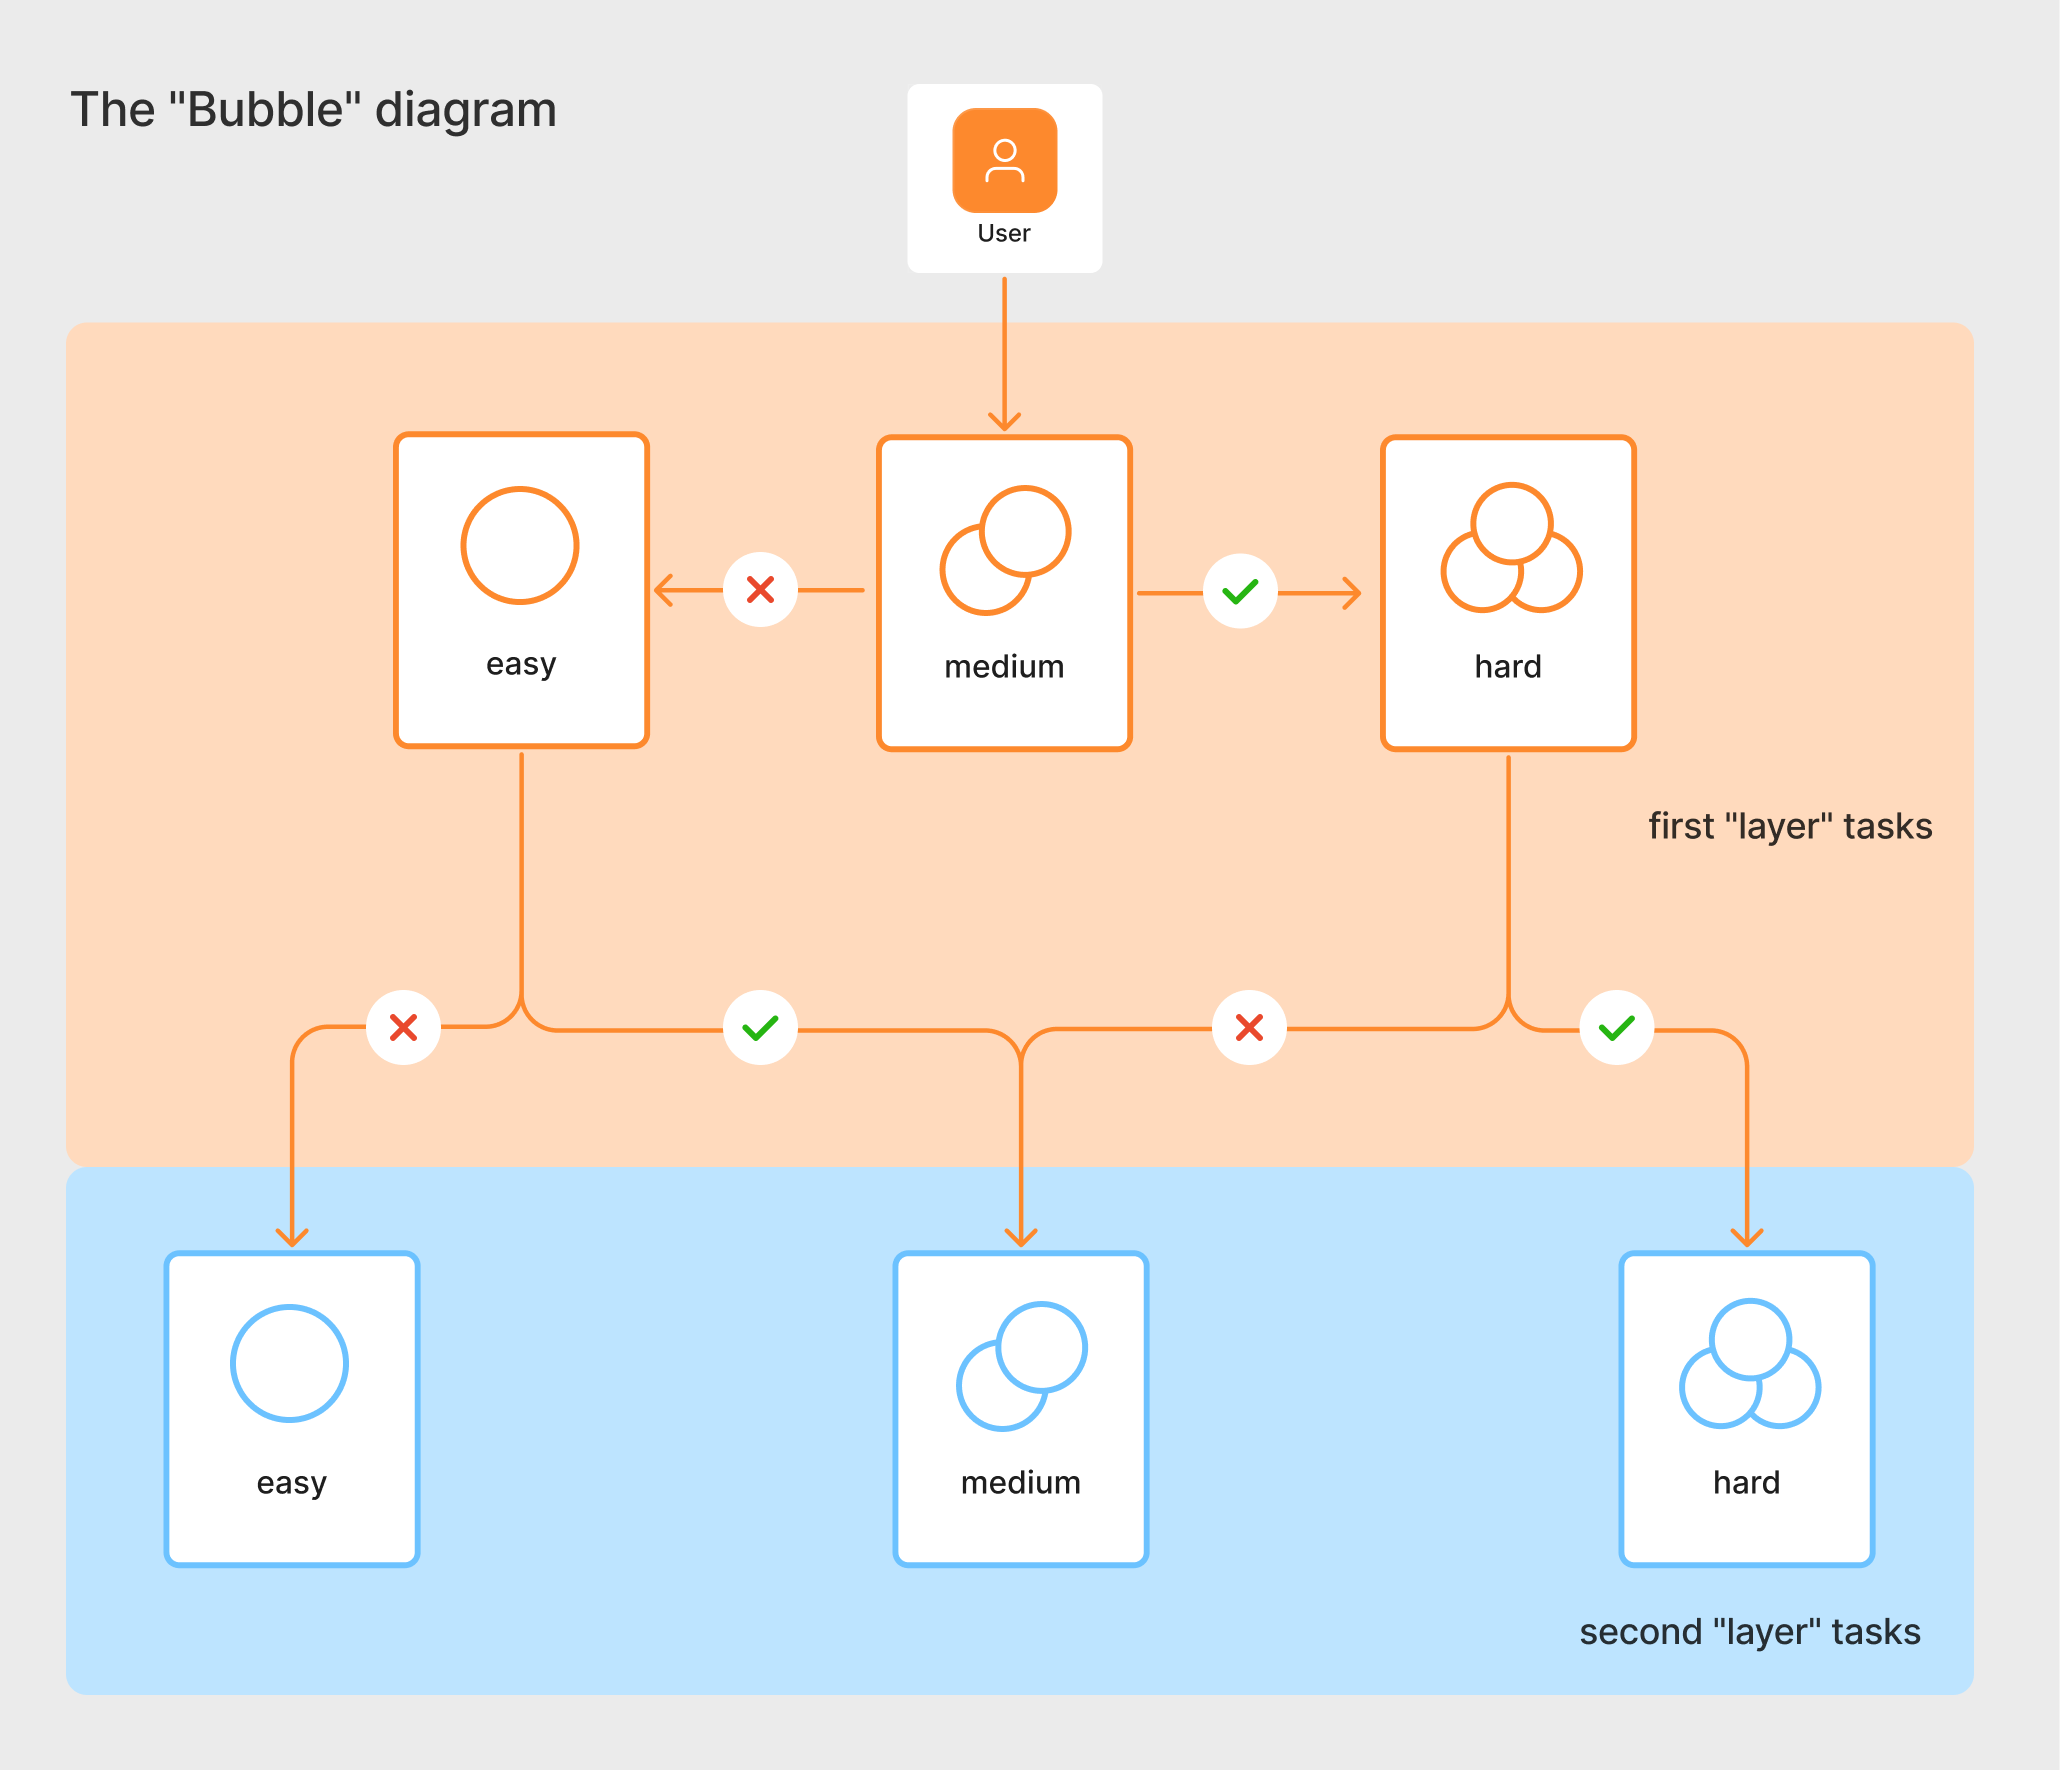 The "Bubble" diagram
User
easy
medium
hard
first "layer" tasks
easy
medium
hard
second "layer" tasks